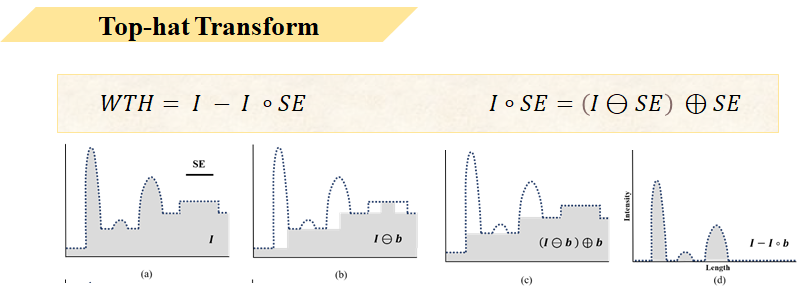 Top-hat Transform
WTH = I − I ∘ SE
I ∘ SE = (I ⊖ SE) ⊕ SE
SE
I
(a)
I ⊖ b
(b)
(I ⊖ b) ⊕ b
(c)
Intensity
I − I ∘ b
Length
(d)